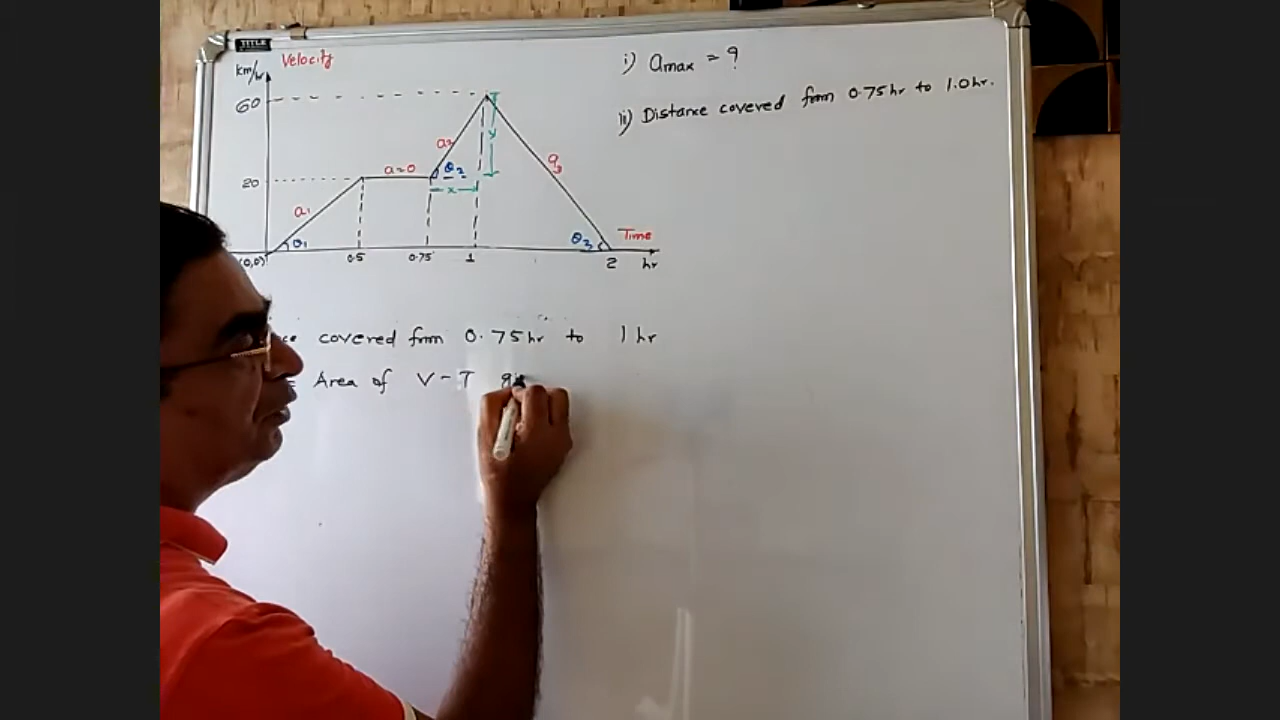 TITLE
Velocity
km/hr
60
20
a₁
a=0
a₂
a₃
θ₁
θ₂
θ₃
x
y
Time
(0,0)
0.5
0.75
1
2
hr
i) amax = ?
ii) Distance covered from 0.75hr to 1.0hr.
covered from 0.75hr to 1hr
= Area of V-T